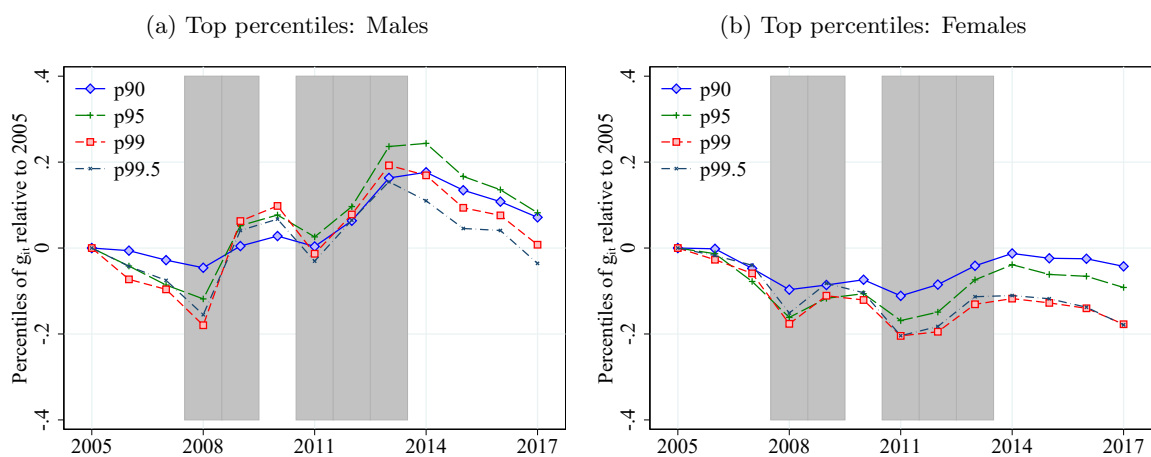 (a) Top percentiles: Males
Percentiles of g_it relative to 2005
.4
.2
0
-.2
-.4
p90
p95
p99
p99.5
2005 2008 2011 2014 2017
(b) Top percentiles: Females
Percentiles of g_it relative to 2005
.4
.2
0
-.2
-.4
p90
p95
p99
p99.5
2005 2008 2011 2014 2017